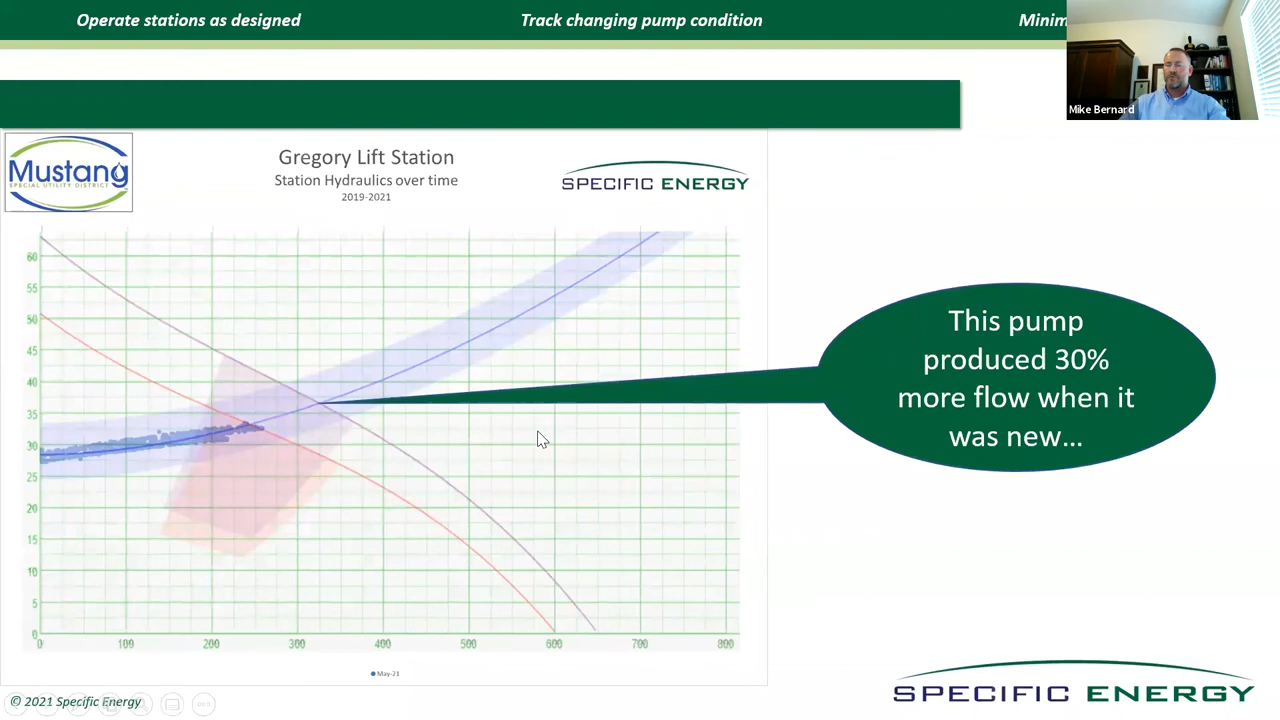 Operate stations as designed
Track changing pump condition
Minim
Mike Bernard
Mustang
SPECIAL UTILITY DISTRICT
Gregory Lift Station
Station Hydraulics over time
2019-2021
SPECIFIC ENERGY
60
55
50
45
40
35
30
25
20
15
10
5
0
0 100 200 300 400 500 600 700 800
May-21
This pump
produced 30%
more flow when it
was new...
© 2021 Specific Energy
SPECIFIC ENERGY